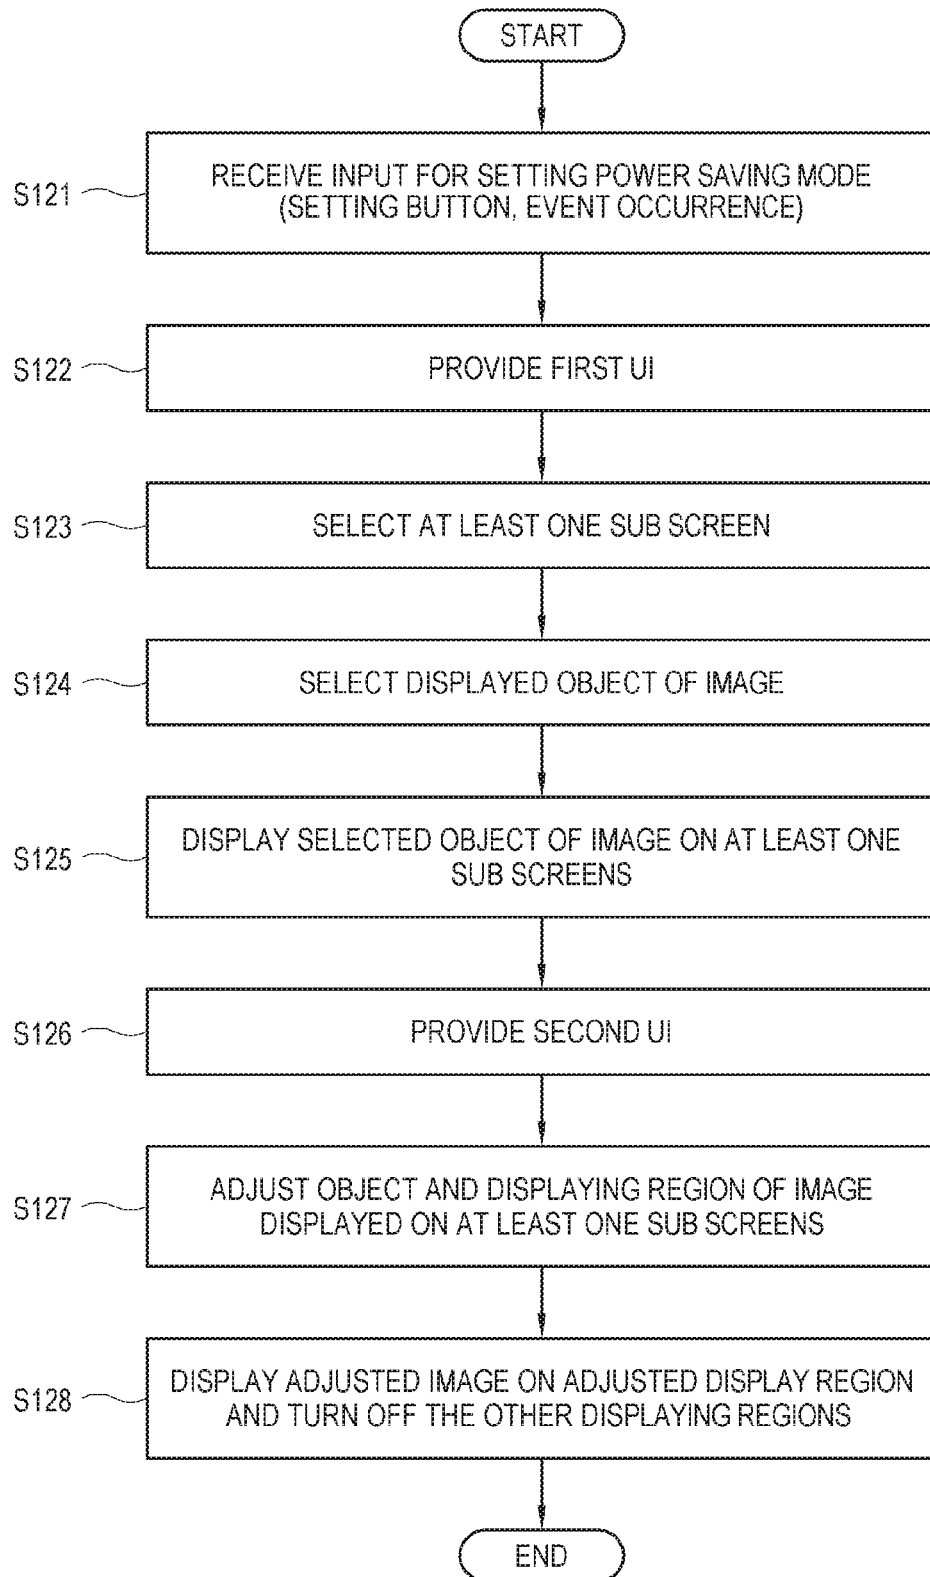 START
S121
RECEIVE INPUT FOR SETTING POWER SAVING MODE
(SETTING BUTTON, EVENT OCCURRENCE)
S122
PROVIDE FIRST UI
S123
SELECT AT LEAST ONE SUB SCREEN
S124
SELECT DISPLAYED OBJECT OF IMAGE
S125
DISPLAY SELECTED OBJECT OF IMAGE ON AT LEAST ONE
SUB SCREENS
S126
PROVIDE SECOND UI
S127
ADJUST OBJECT AND DISPLAYING REGION OF IMAGE
DISPLAYED ON AT LEAST ONE SUB SCREENS
S128
DISPLAY ADJUSTED IMAGE ON ADJUSTED DISPLAY REGION
AND TURN OFF THE OTHER DISPLAYING REGIONS
END